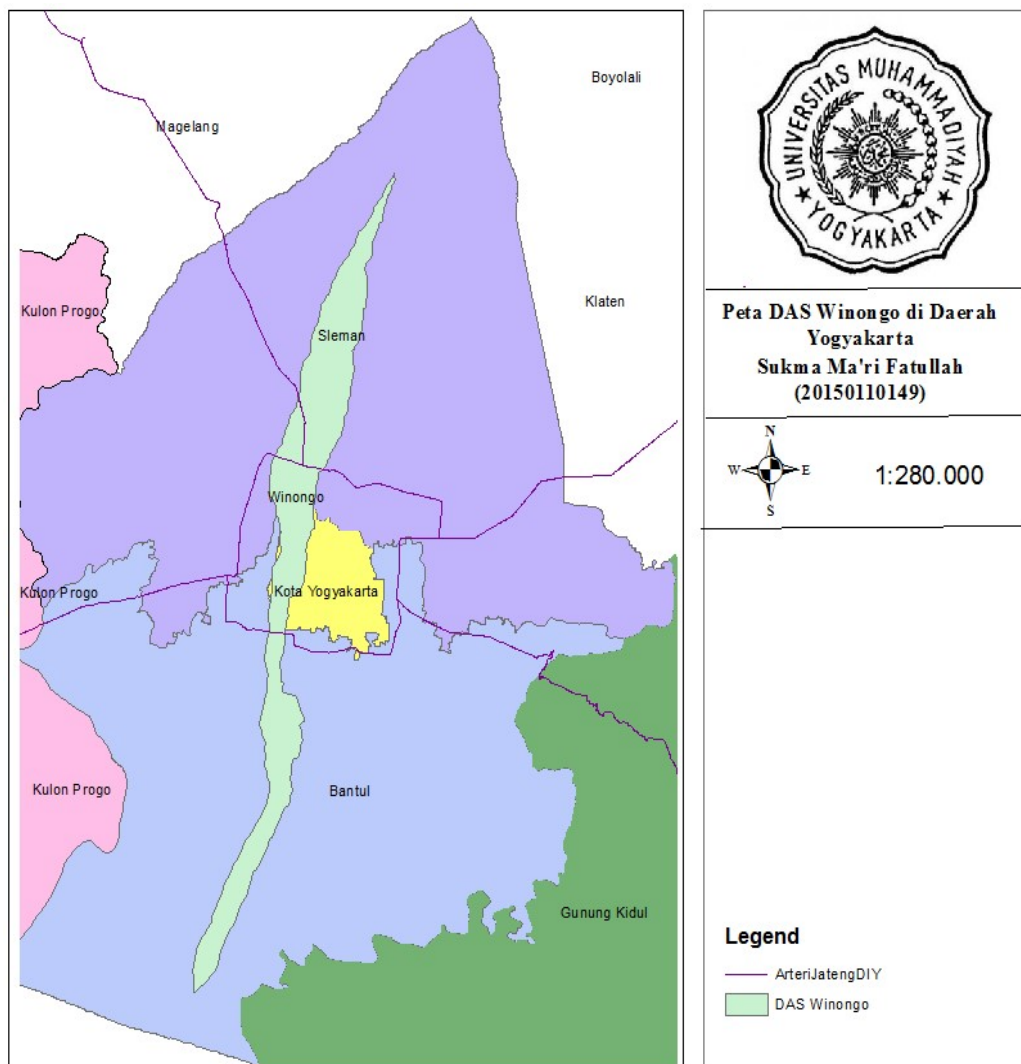 Boyolali
Magelang
Kulon Progo
Klaten
Sleman
Winongo
Kulon Progo
Kota Yogyakarta
Kulon Progo
Bantul
Gunung Kidul
UNIVERSITAS MUHAMMADIYAH
★ YOGYAKARTA ★
Peta DAS Winongo di Daerah
Yogyakarta
Sukma Ma'ri Fatullah
(20150110149)
N
W E
S
1:280.000
Legend
ArteriJatengDIY
DAS Winongo